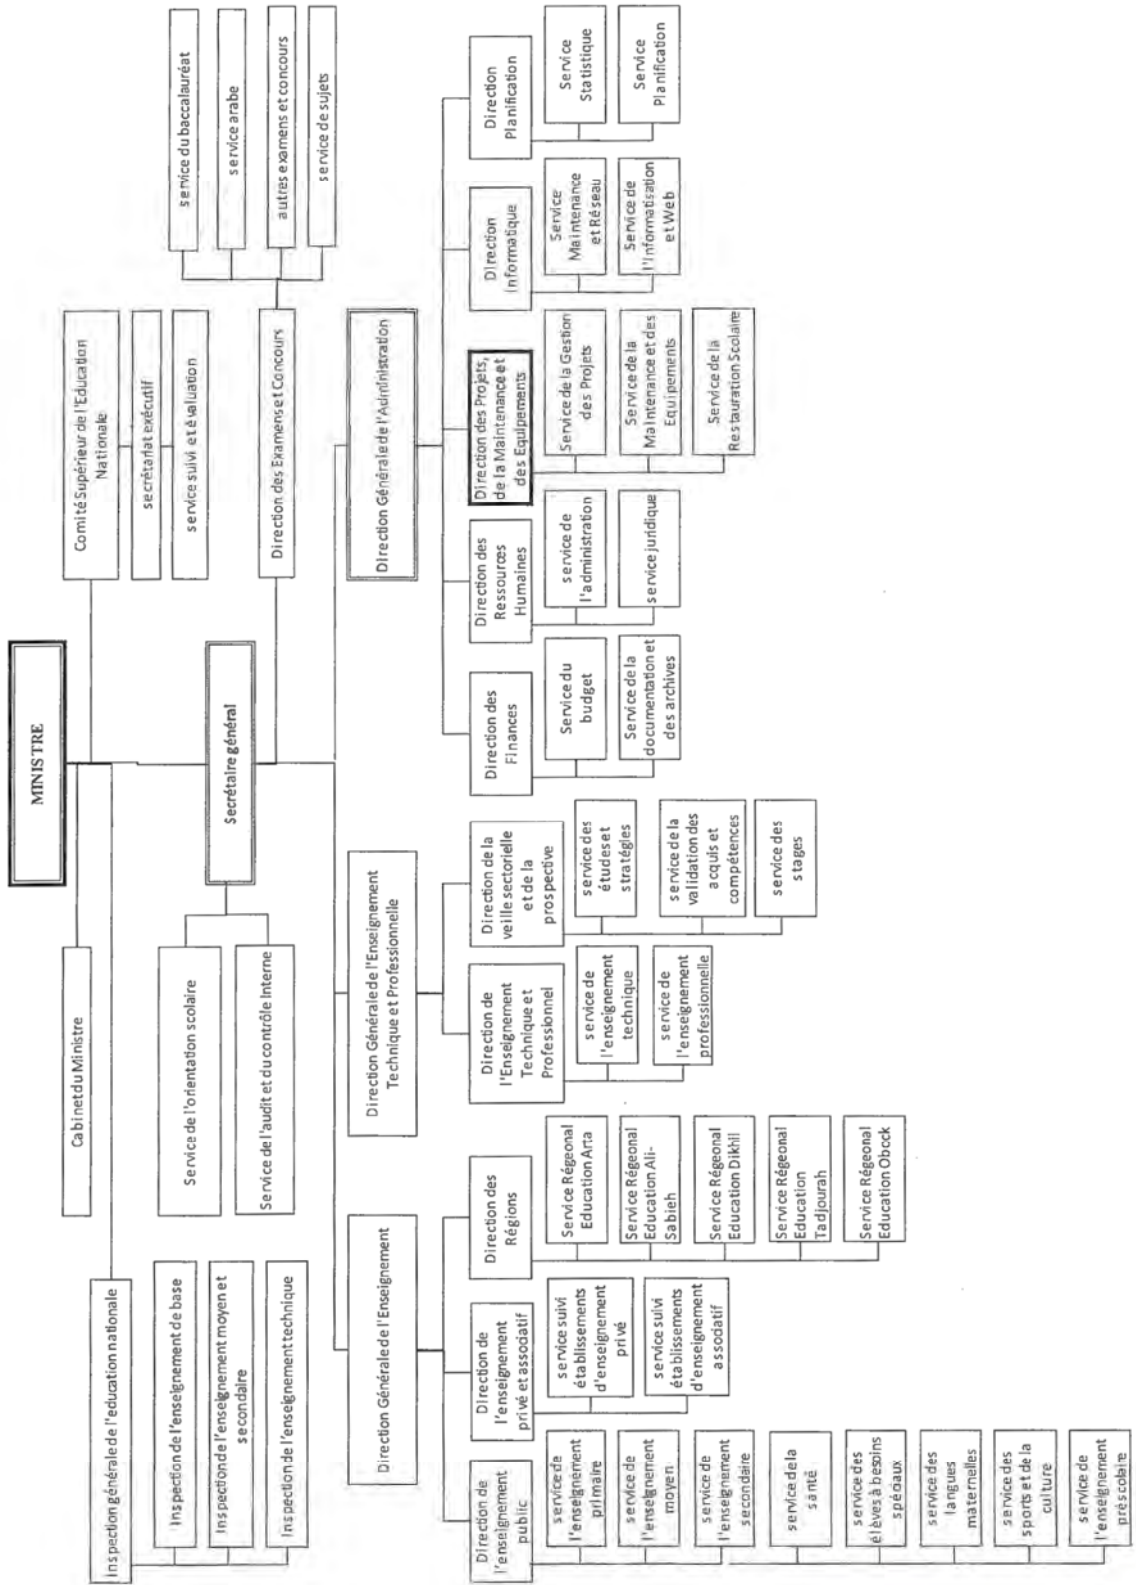 MINISTRE
Cabinet du Ministre
Comité Supérieur de l'Education
Nationale
secrétariat exécutif
service suivi et évaluation
Inspection générale de l'education nationale
Inspection de l'enseignement de base
Inspection de l'enseignement moyen et
secondaire
Inspection de l'enseignement technique
Secrétaire général
Service de l'orientation scolaire
Service de l'audit et du contrôle Interne
Direction des Examens et Concours
service du baccalauréat
service arabe
autres examens et concours
service de sujets
Direction Générale de l'Enseignement
Direction de
l'enseignement
public
service de
l'enseignement
primaire
service de
l'enseignement
moyen
service de
l'enseignement
secondaire
service de la
santé
service des
élèves à besoins
spéciaux
service des
langues
maternelles
service des
sports et de la
culture
service de
l'enseignement
préscolaire
Direction de
l'enseignement
privé et associatif
service suivi
établissements
d'enseignement
privé
service suivi
établissements
d'enseignement
associatif
Direction des
Régions
Service Régeonal
Education Arta
Service Régeonal
Education Ali-
Sabieh
Service Régeonal
Education Dikhil
Service Régeonal
Education
Tadjourah
Service Régeonal
Education Obock
Direction Générale de l'Enseignement
Technique et Professionnelle
Direction de
l'Enseignement
Technique et
Professionnel
service de
l'enseignement
technique
service de
l'enseignement
professionnelle
Direction de la
veille sectorielle
et de la
prospective
service des
études et
stratégies
service de la
validation des
acquis et
compétences
service des
stages
Direction Générale de l'Administration
Direction des
Finances
Service du
budget
Service de la
documentation et
des archives
Direction des
Ressources
Humaines
service de
l'administration
service juridique
Direction des Projets,
de la Maintenance et
des Equipements
Service de la Gestion
des Projets
Service de la
Maintenance et des
Equipements
Service de la
Restauration Scolaire
Direction
Informatique
Service
Maintenance
et Réseau
Service de
l'Informatisation
et Web
Direction
Planification
Service
Statistique
Service
Planification